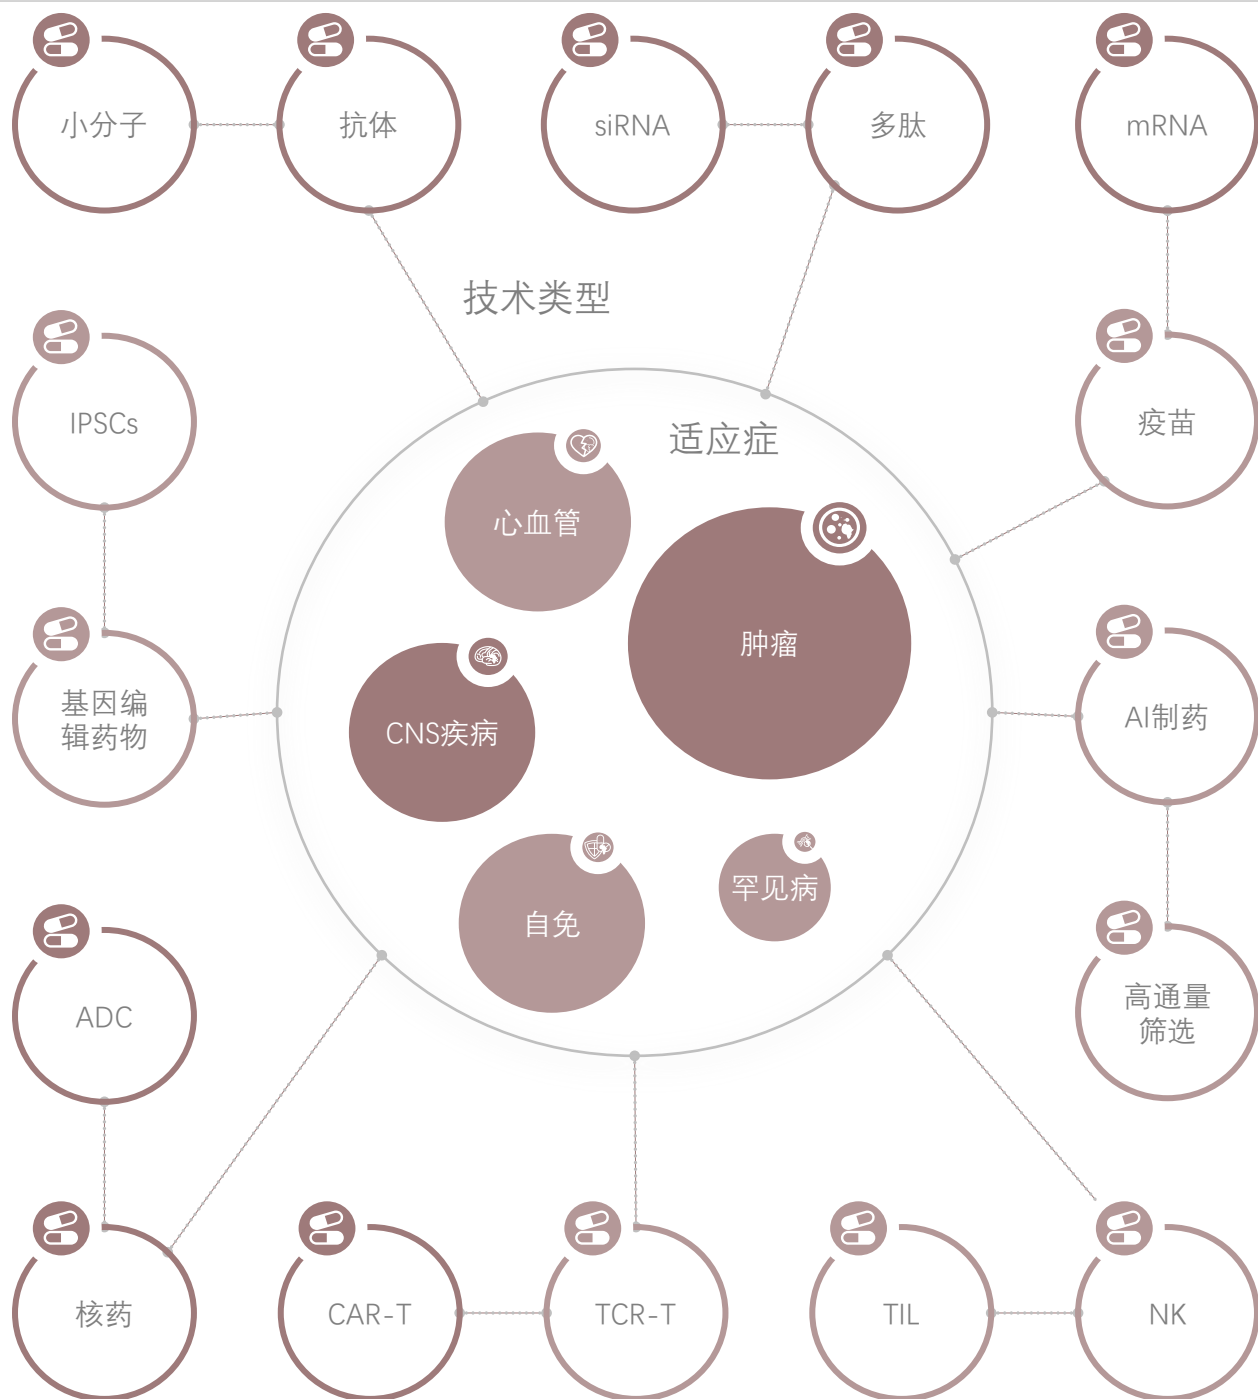 小分子
抗体
siRNA
多肽
mRNA
技术类型
IPSCs
适应症
疫苗
心血管
肿瘤
基因编
辑药物
CNS疾病
AI制药
罕见病
自免
ADC
高通量
筛选
核药
CAR-T
TCR-T
TIL
NK